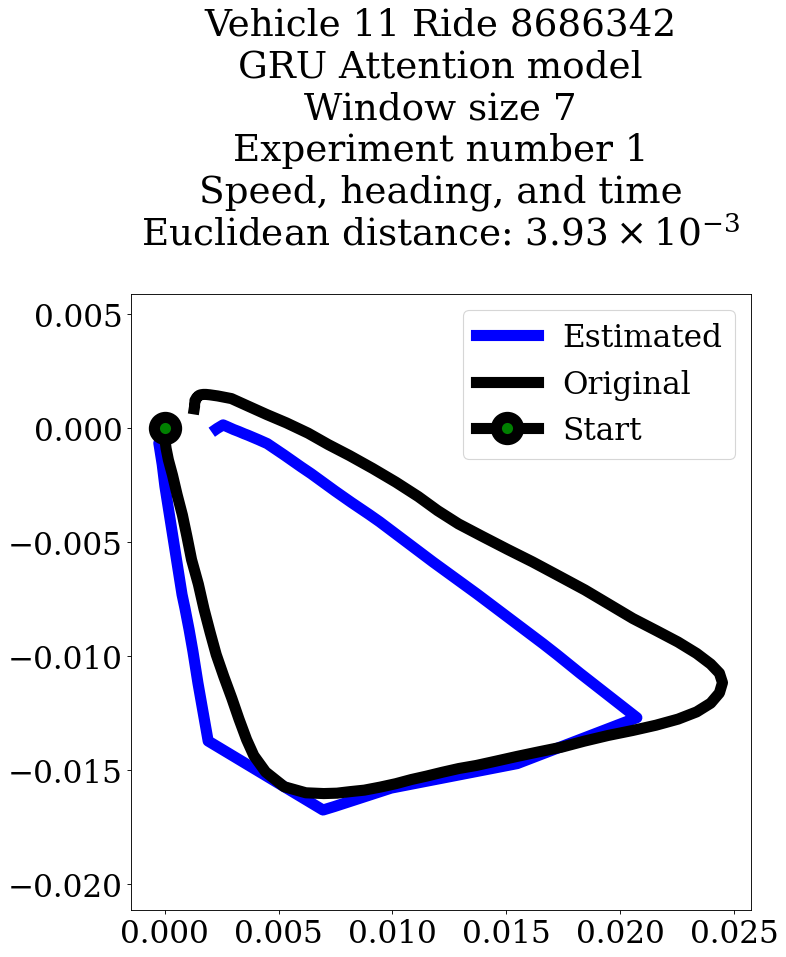 Vehicle 11 Ride 8686342
GRU Attention model
Window size 7
Experiment number 1
Speed, heading, and time
Euclidean distance: 3.93 × 10⁻³
Estimated
Original
Start
0.005
0.000
−0.005
−0.010
−0.015
−0.020
0.000 0.005 0.010 0.015 0.020 0.025